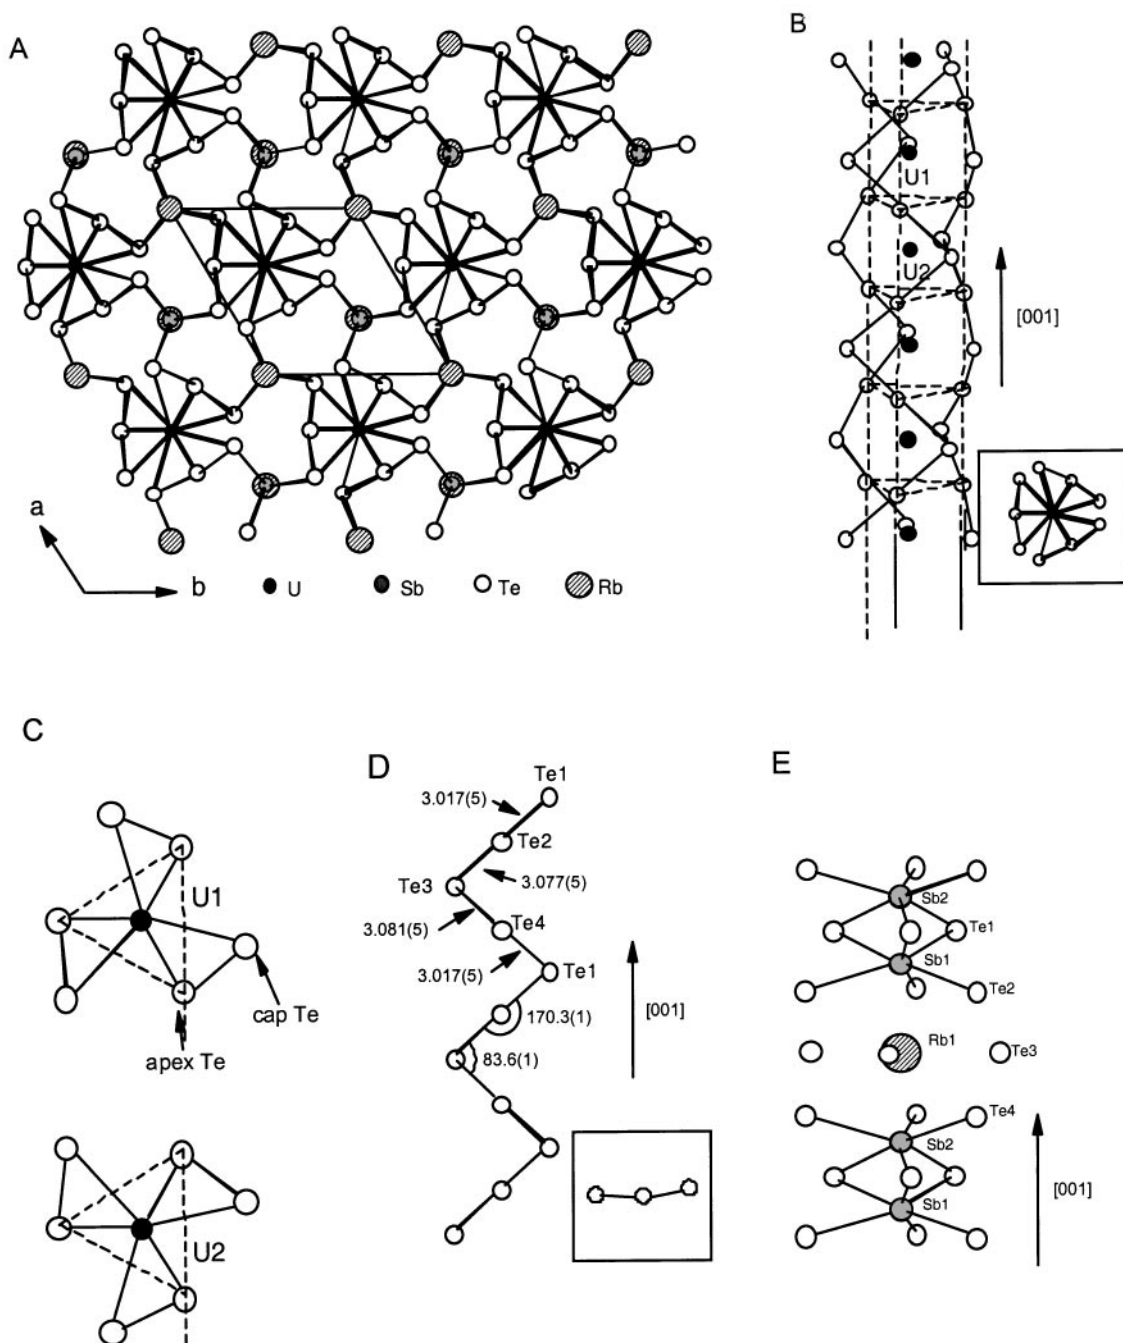 A
B
U1
U2
[001]
a
b
U
Sb
Te
Rb
C
U1
cap Te
apex Te
U2
D
Te1
3.017(5)
Te2
Te3
3.077(5)
3.081(5)
Te4
3.017(5)
Te1
170.3(1)
83.6(1)
[001]
E
Sb2
Te1
Sb1
Te2
Rb1
Te3
Te4
Sb2
Sb1
[001]